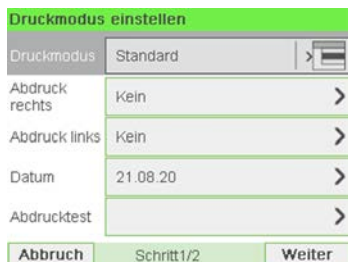 Druckmodus einstellen
Druckmodus Standard
Abdruck
rechts
Kein
Abdruck links Kein
Datum 21.08.20
Abdrucktest
Abbruch Schritt1/2 Weiter